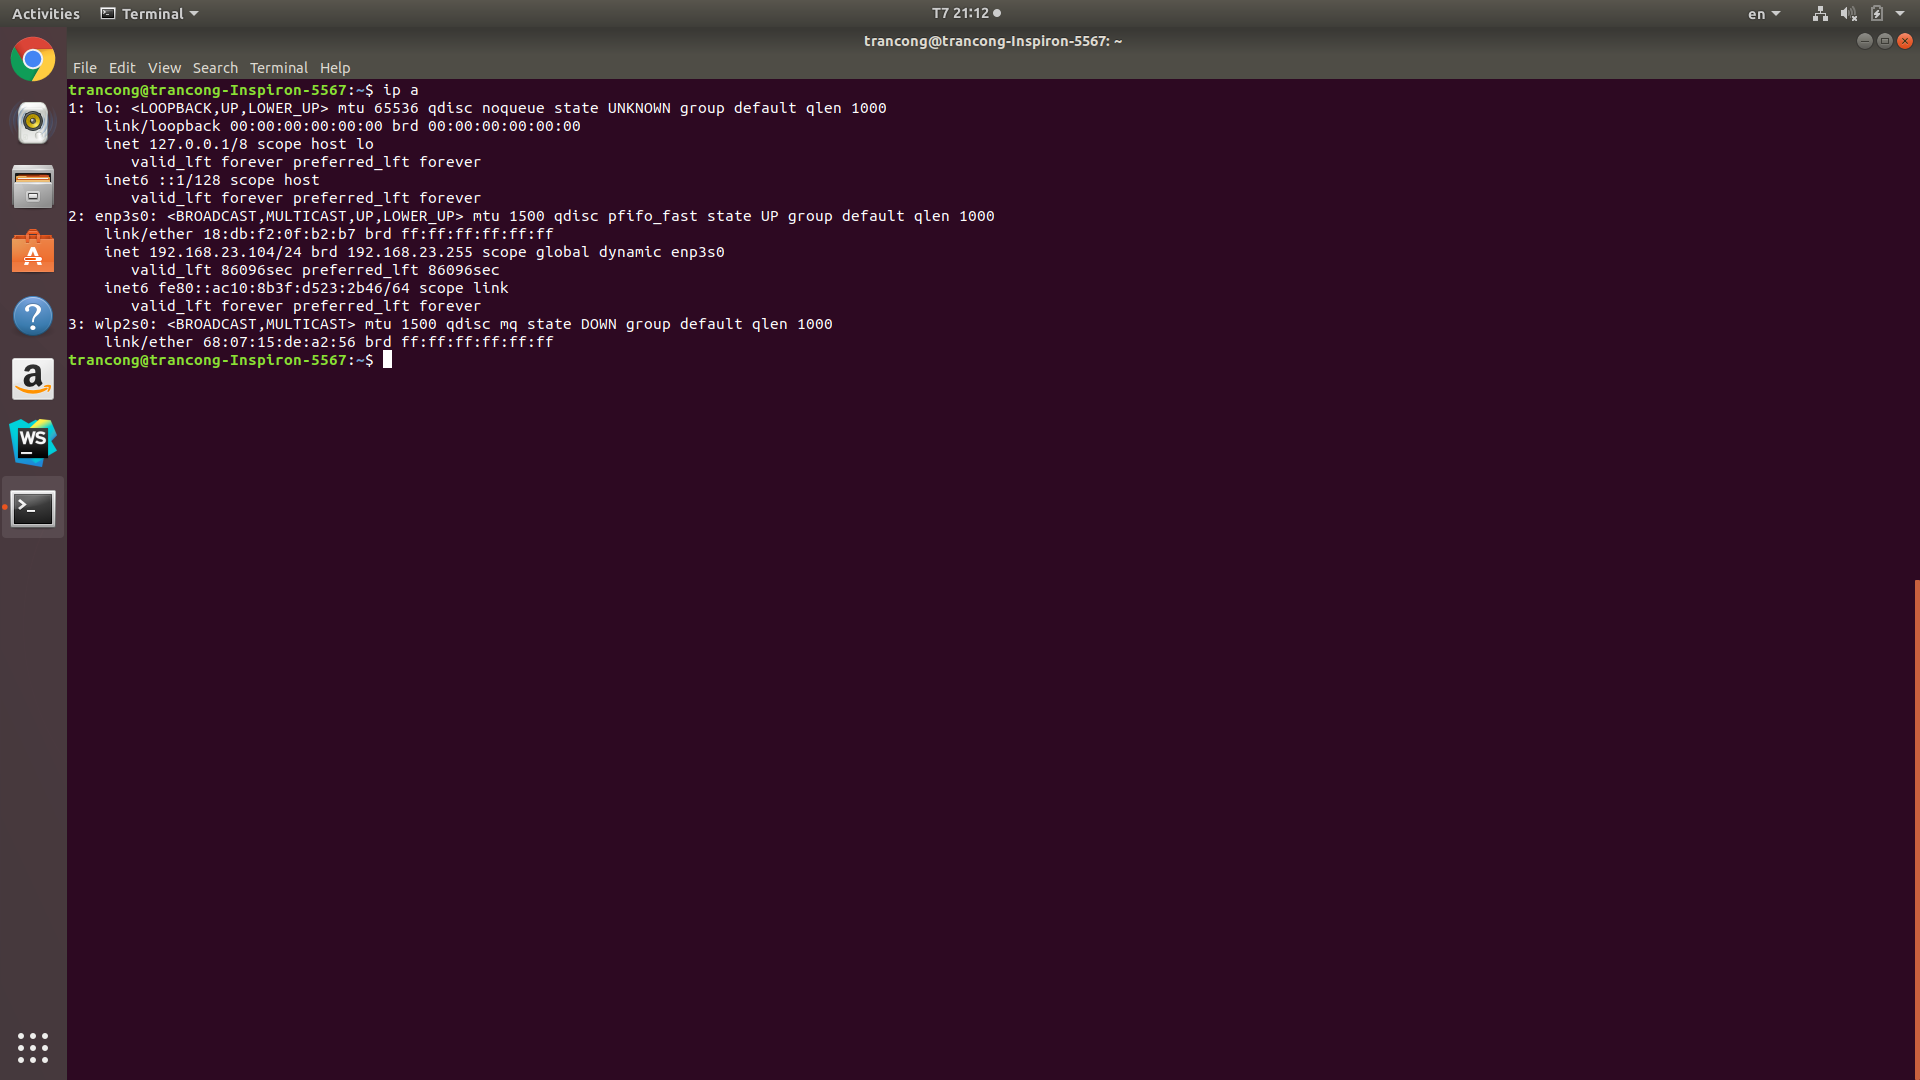 Activities Terminal T7 21:12 en
trancong@trancong-Inspiron-5567: ~
File Edit View Search Terminal Help
trancong@trancong-Inspiron-5567:~$ ip a
1: lo: <LOOPBACK,UP,LOWER_UP> mtu 65536 qdisc noqueue state UNKNOWN group default qlen 1000
    link/loopback 00:00:00:00:00:00 brd 00:00:00:00:00:00
    inet 127.0.0.1/8 scope host lo
       valid_lft forever preferred_lft forever
    inet6 ::1/128 scope host
       valid_lft forever preferred_lft forever
2: enp3s0: <BROADCAST,MULTICAST,UP,LOWER_UP> mtu 1500 qdisc pfifo_fast state UP group default qlen 1000
    link/ether 18:db:f2:0f:b2:b7 brd ff:ff:ff:ff:ff:ff
    inet 192.168.23.104/24 brd 192.168.23.255 scope global dynamic enp3s0
       valid_lft 86096sec preferred_lft 86096sec
    inet6 fe80::ac10:8b3f:d523:2b46/64 scope link
       valid_lft forever preferred_lft forever
3: wlp2s0: <BROADCAST,MULTICAST> mtu 1500 qdisc mq state DOWN group default qlen 1000
    link/ether 68:07:15:de:a2:56 brd ff:ff:ff:ff:ff:ff
trancong@trancong-Inspiron-5567:~$
A
?
a
WS
>_